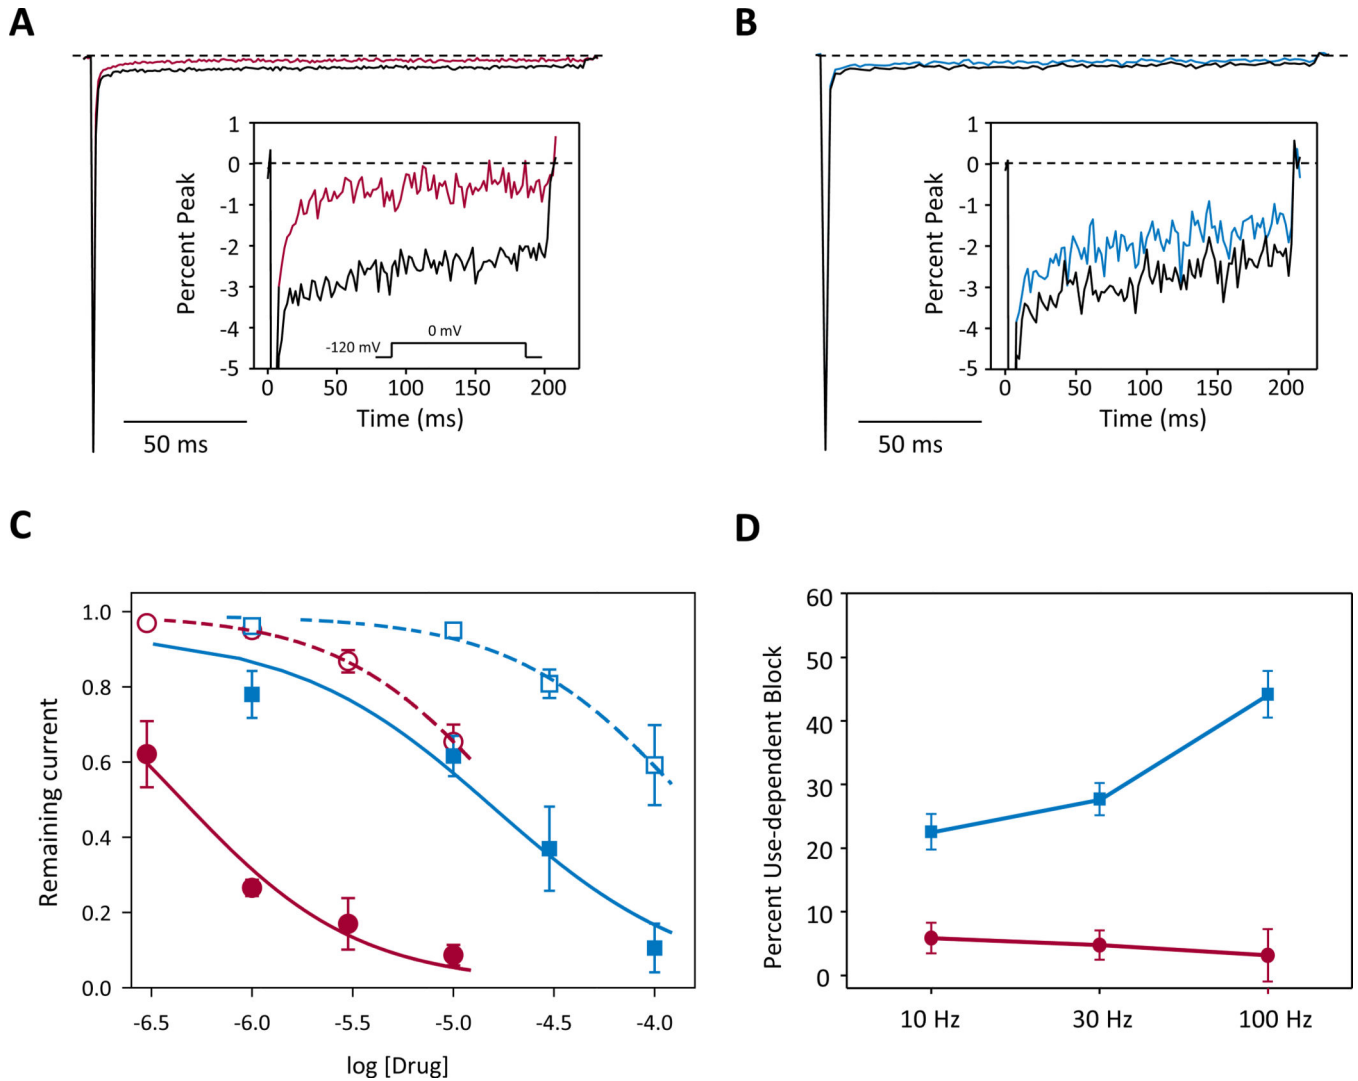 A
1
0
-1
-2
-3
-4
-5
Percent Peak
0 mV
-120 mV
0 50 100 150 200
Time (ms)
50 ms
B
1
0
-1
-2
-3
-4
-5
Percent Peak
0 50 100 150 200
Time (ms)
50 ms
C
1.0
0.8
0.6
0.4
0.2
0.0
Remaining current
-6.5 -6.0 -5.5 -5.0 -4.5 -4.0
log [Drug]
D
60
50
40
30
20
10
0
Percent Use-dependent Block
10 Hz 30 Hz 100 Hz